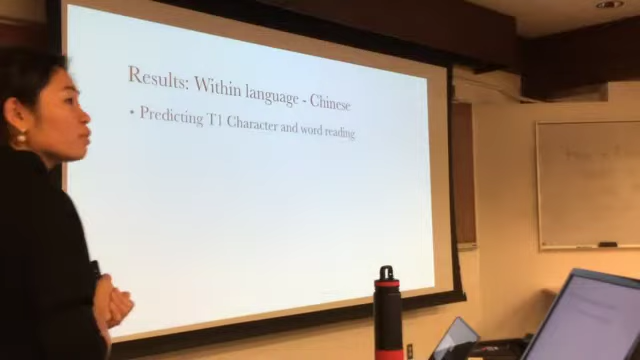 Results: Within language - Chinese
• Predicting T1 Character and word reading